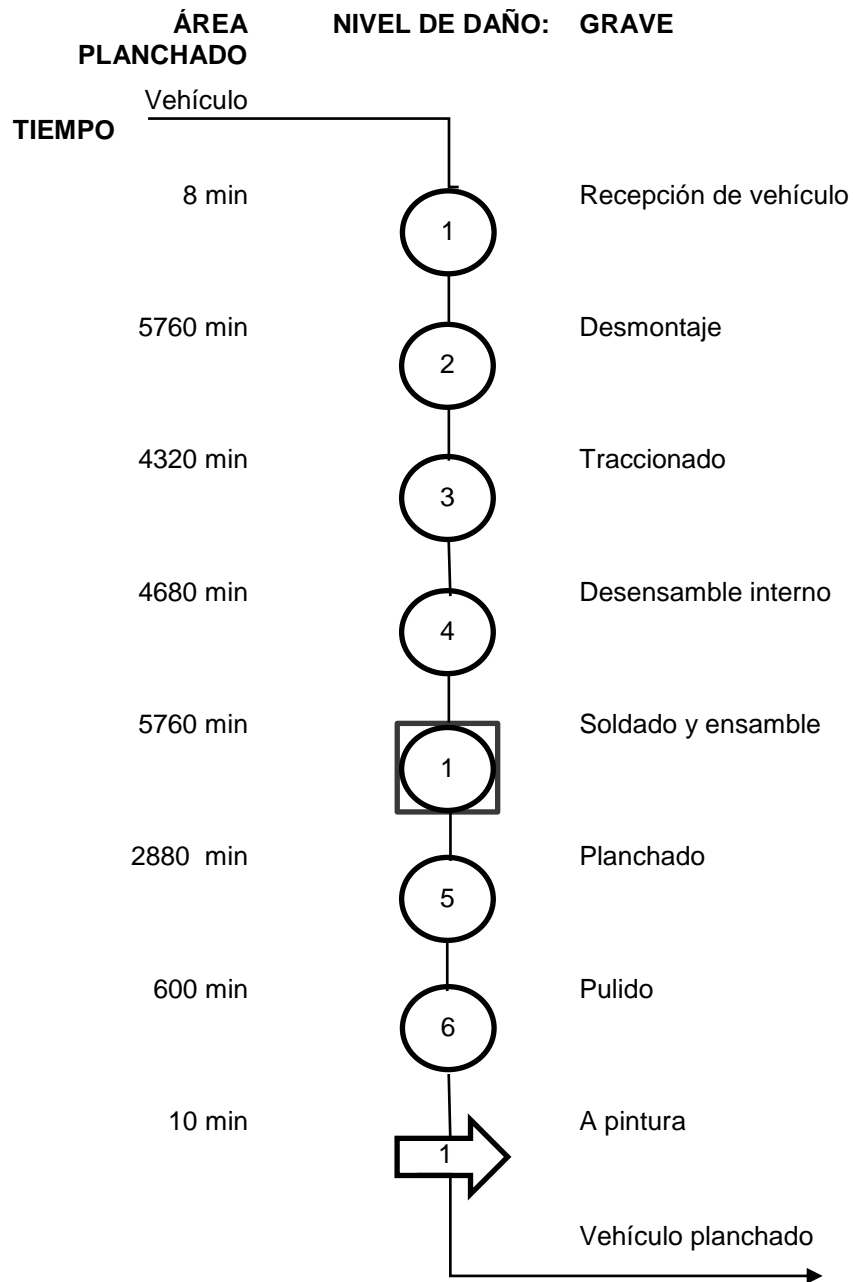 ÁREA NIVEL DE DAÑO: GRAVE
PLANCHADO
Vehículo
TIEMPO
8 min 1 Recepción de vehículo
5760 min 2 Desmontaje
4320 min 3 Traccionado
4680 min 4 Desensamble interno
5760 min 1 Soldado y ensamble
2880 min 5 Planchado
600 min 6 Pulido
10 min 1 A pintura
Vehículo planchado